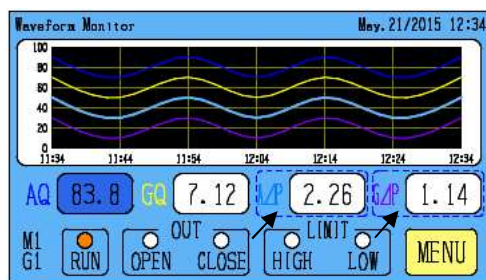 Waveform Monitor May.21/2015 12:34
100
80
60
40
20
0
11:34 11:44 11:54 12:04 12:14 12:24 12:34
AQ 83.8 GQ 7.12 A⊿P 2.26 G⊿P 1.14
OUT LIMIT
M1
G1 RUN OPEN CLOSE HIGH LOW MENU